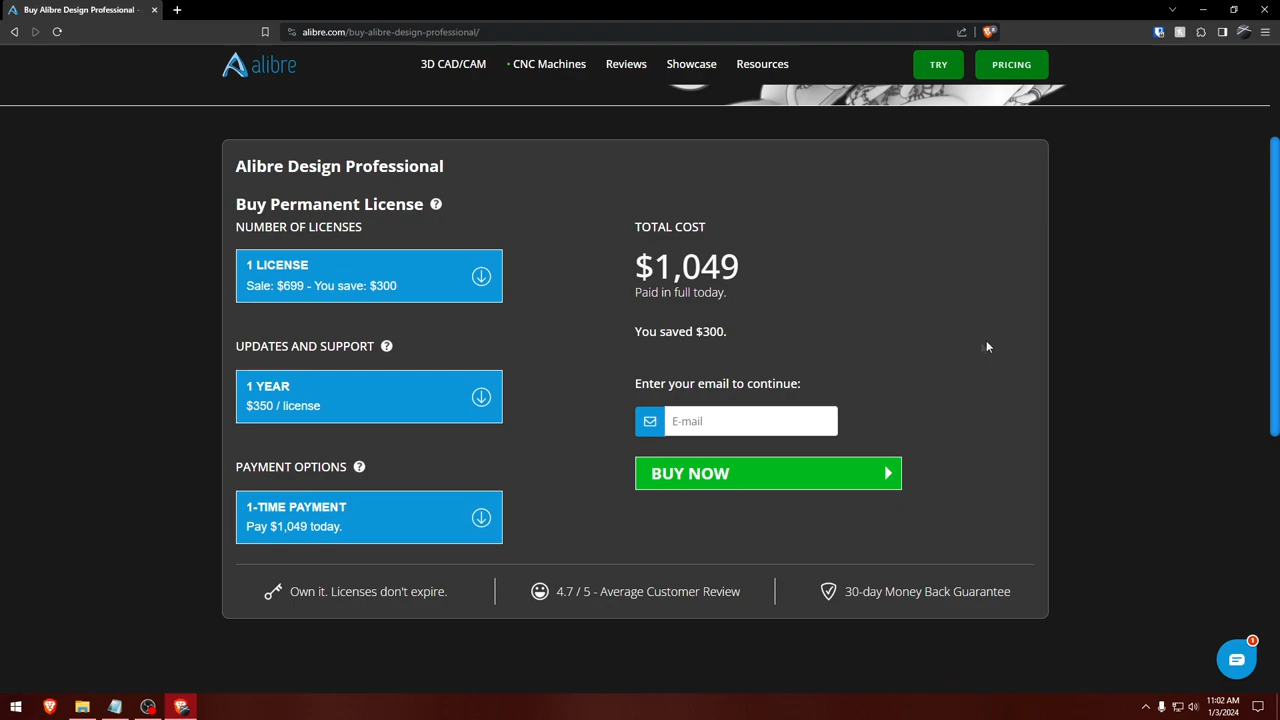 Buy Alibre Design Professional -
alibre.com/buy-alibre-design-professional/
alibre
3D CAD/CAM
CNC Machines
Reviews
Showcase
Resources
TRY
PRICING
Alibre Design Professional
Buy Permanent License ?
NUMBER OF LICENSES
1 LICENSE
Sale: $699 - You save: $300
UPDATES AND SUPPORT ?
1 YEAR
$350 / license
PAYMENT OPTIONS ?
1-TIME PAYMENT
Pay $1,049 today.
TOTAL COST
$1,049
Paid in full today.
You saved $300.
Enter your email to continue:
E-mail
BUY NOW
Own it. Licenses don't expire.
4.7 / 5 - Average Customer Review
30-day Money Back Guarantee
1
11:02 AM
1/3/2024